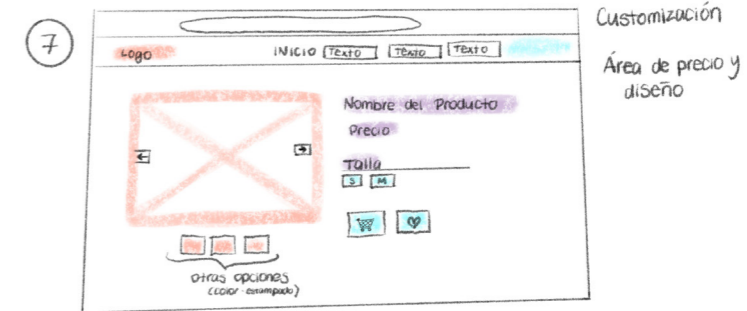 7
Customización
Área de precio y
diseño
Logo
INICIO Texto Texto Texto
Nombre del Producto
Precio
Talla
S M
otras opciones
(color - estampado)